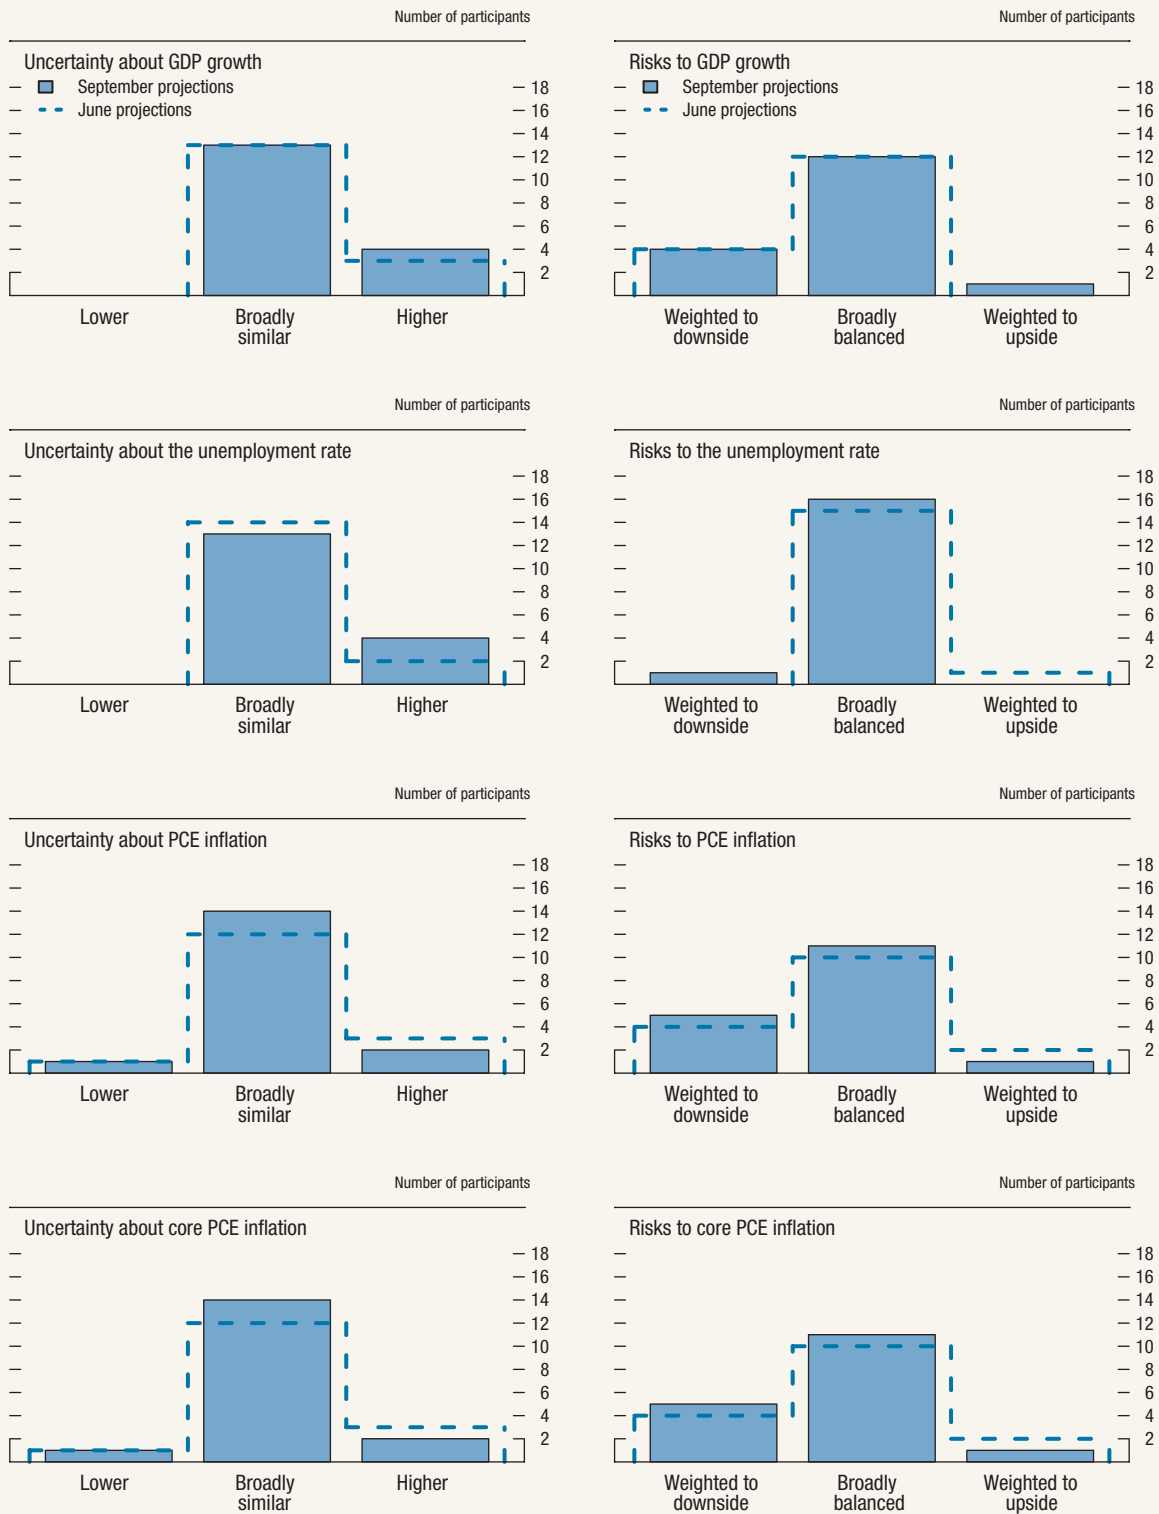 Number of participants
Uncertainty about GDP growth
September projections
June projections
18
16
14
12
10
8
6
4
2
Lower
Broadly
similar
Higher
Number of participants
Risks to GDP growth
September projections
June projections
18
16
14
12
10
8
6
4
2
Weighted to
downside
Broadly
balanced
Weighted to
upside
Number of participants
Uncertainty about the unemployment rate
18
16
14
12
10
8
6
4
2
Lower
Broadly
similar
Higher
Number of participants
Risks to the unemployment rate
18
16
14
12
10
8
6
4
2
Weighted to
downside
Broadly
balanced
Weighted to
upside
Number of participants
Uncertainty about PCE inflation
18
16
14
12
10
8
6
4
2
Lower
Broadly
similar
Higher
Number of participants
Risks to PCE inflation
18
16
14
12
10
8
6
4
2
Weighted to
downside
Broadly
balanced
Weighted to
upside
Number of participants
Uncertainty about core PCE inflation
18
16
14
12
10
8
6
4
2
Lower
Broadly
similar
Higher
Number of participants
Risks to core PCE inflation
18
16
14
12
10
8
6
4
2
Weighted to
downside
Broadly
balanced
Weighted to
upside